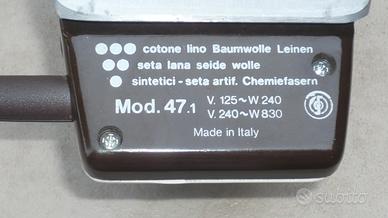 cotone lino Baumwolle Leinen
seta lana seide wolle
sintetici - seta artif. Chemiefasern
Mod. 47.1
V. 125~W 240
V. 240~W 830
Made in Italy
subito